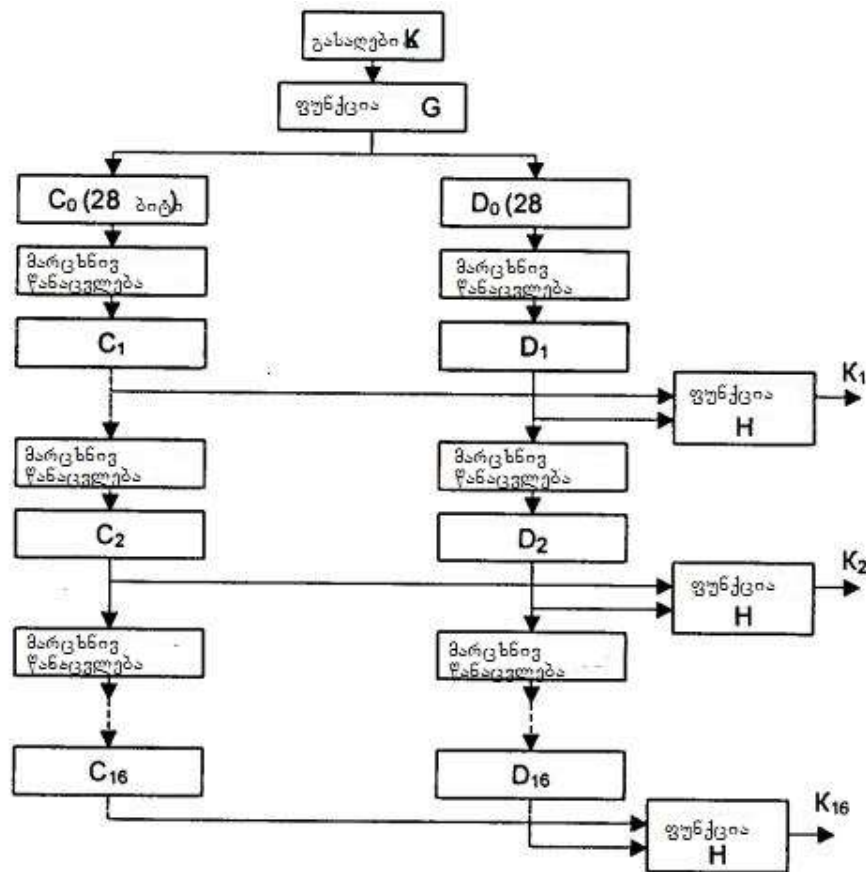 გასაღები K
ფუნქცია G
C₀ (28 ბიტი)
D₀ (28
მარცხნივ
წანაცვლება
მარცხნივ
წანაცვლება
C₁
D₁
ფუნქცია
H
K₁
მარცხნივ
წანაცვლება
მარცხნივ
წანაცვლება
C₂
D₂
ფუნქცია
H
K₂
მარცხნივ
წანაცვლება
მარცხნივ
წანაცვლება
C₁₆
D₁₆
ფუნქცია
H
K₁₆